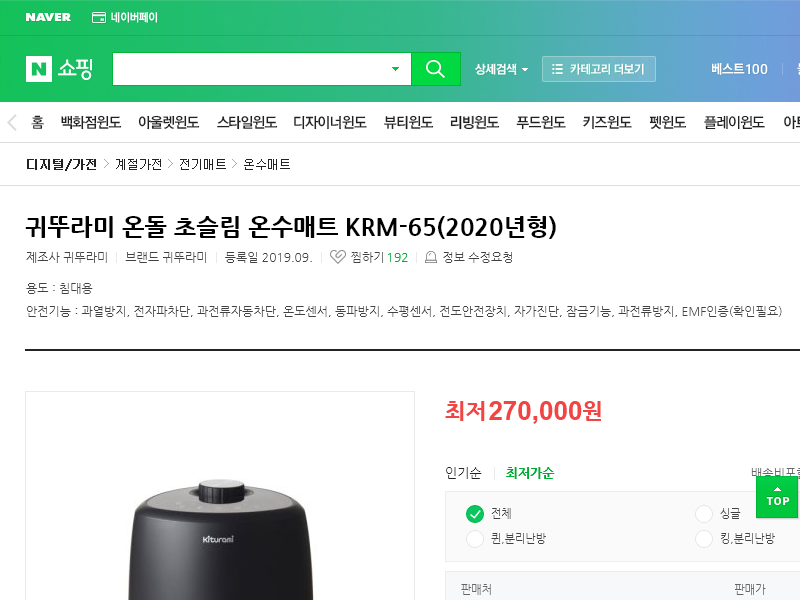 NAVER 네이버페이
N 쇼핑 상세검색 카테고리 더보기 베스트100
홈 백화점윈도 아울렛윈도 스타일윈도 디자이너윈도 뷰티윈도 리빙윈도 푸드윈도 키즈윈도 펫윈도 플레이윈도
디지털/가전 계절가전 전기매트 온수매트
귀뚜라미 온돌 초슬림 온수매트 KRM-65(2020년형)
제조사 귀뚜라미 브랜드 귀뚜라미 등록일 2019.09. 찜하기 192 정보 수정요청
용도 : 침대용
안전기능 : 과열방지, 전자파차단, 과전류자동차단, 온도센서, 동파방지, 수평센서, 전도안전장치, 자가진단, 잠금기능, 과전류방지, EMF인증(확인필요)
최저270,000원
인기순 최저가순
TOP
전체 싱글
퀸,분리난방 킹,분리난방
판매처 판매가
Kiturami